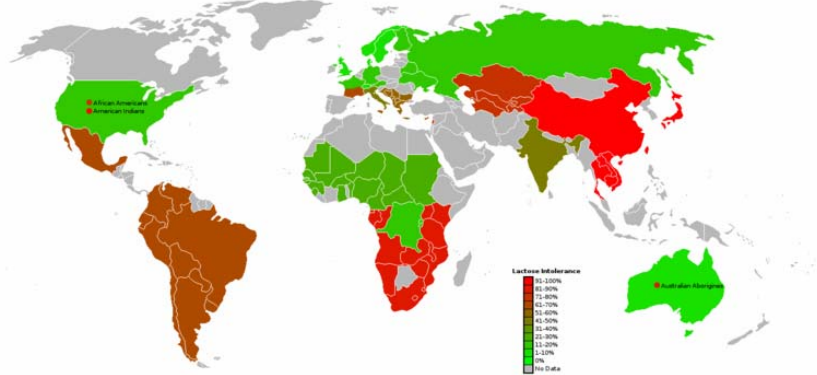 African Americans
American Indians
Lactose Intolerance
91-100%
81-90%
71-80%
61-70%
51-60%
41-50%
31-40%
21-30%
11-20%
1-10%
0%
No Data
Australian Aborigines